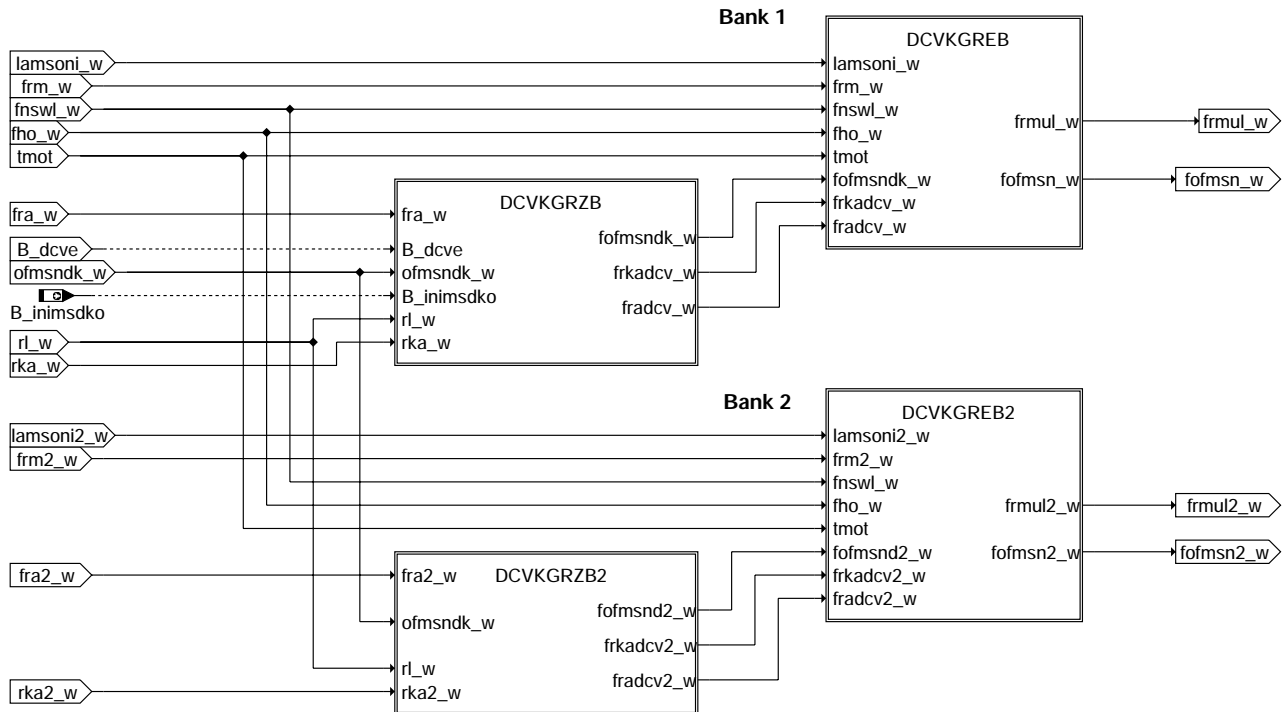 Bank 1
DCVKGREB
lamsoni_w
frm_w
fnswl_w
fho_w
tmot
lamsoni_w
frm_w
fnswl_w
fho_w
tmot
fofmsndk_w
frkadcv_w
fradcv_w
frmul_w
fofmsn_w
frmul_w
fofmsn_w
fra_w
B_dcve
ofmsndk_w
B_inimsdko
rl_w
rka_w
DCVKGRZB
fra_w
B_dcve
ofmsndk_w
B_inimsdko
rl_w
rka_w
fofmsndk_w
frkadcv_w
fradcv_w
Bank 2
DCVKGREB2
lamsoni2_w
frm2_w
lamsoni2_w
frm2_w
fnswl_w
fho_w
tmot
fofmsnd2_w
frkadcv2_w
fradcv2_w
frmul2_w
fofmsn2_w
frmul2_w
fofmsn2_w
fra2_w
rka2_w
DCVKGRZB2
fra2_w
ofmsndk_w
rl_w
rka2_w
fofmsnd2_w
frkadcv2_w
fradcv2_w